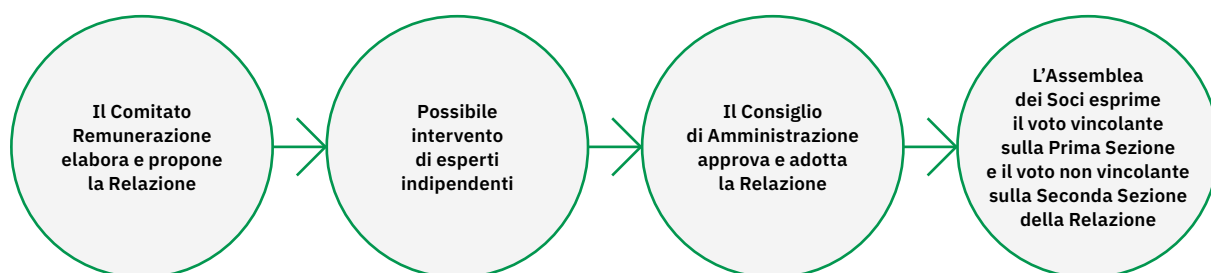 Il Comitato
Remunerazione
elabora e propone
la Relazione
Possibile
intervento
di esperti
indipendenti
Il Consiglio
di Amministrazione
approva e adotta
la Relazione
L’Assemblea
dei Soci esprime
il voto vincolante
sulla Prima Sezione
e il voto non vincolante
sulla Seconda Sezione
della Relazione